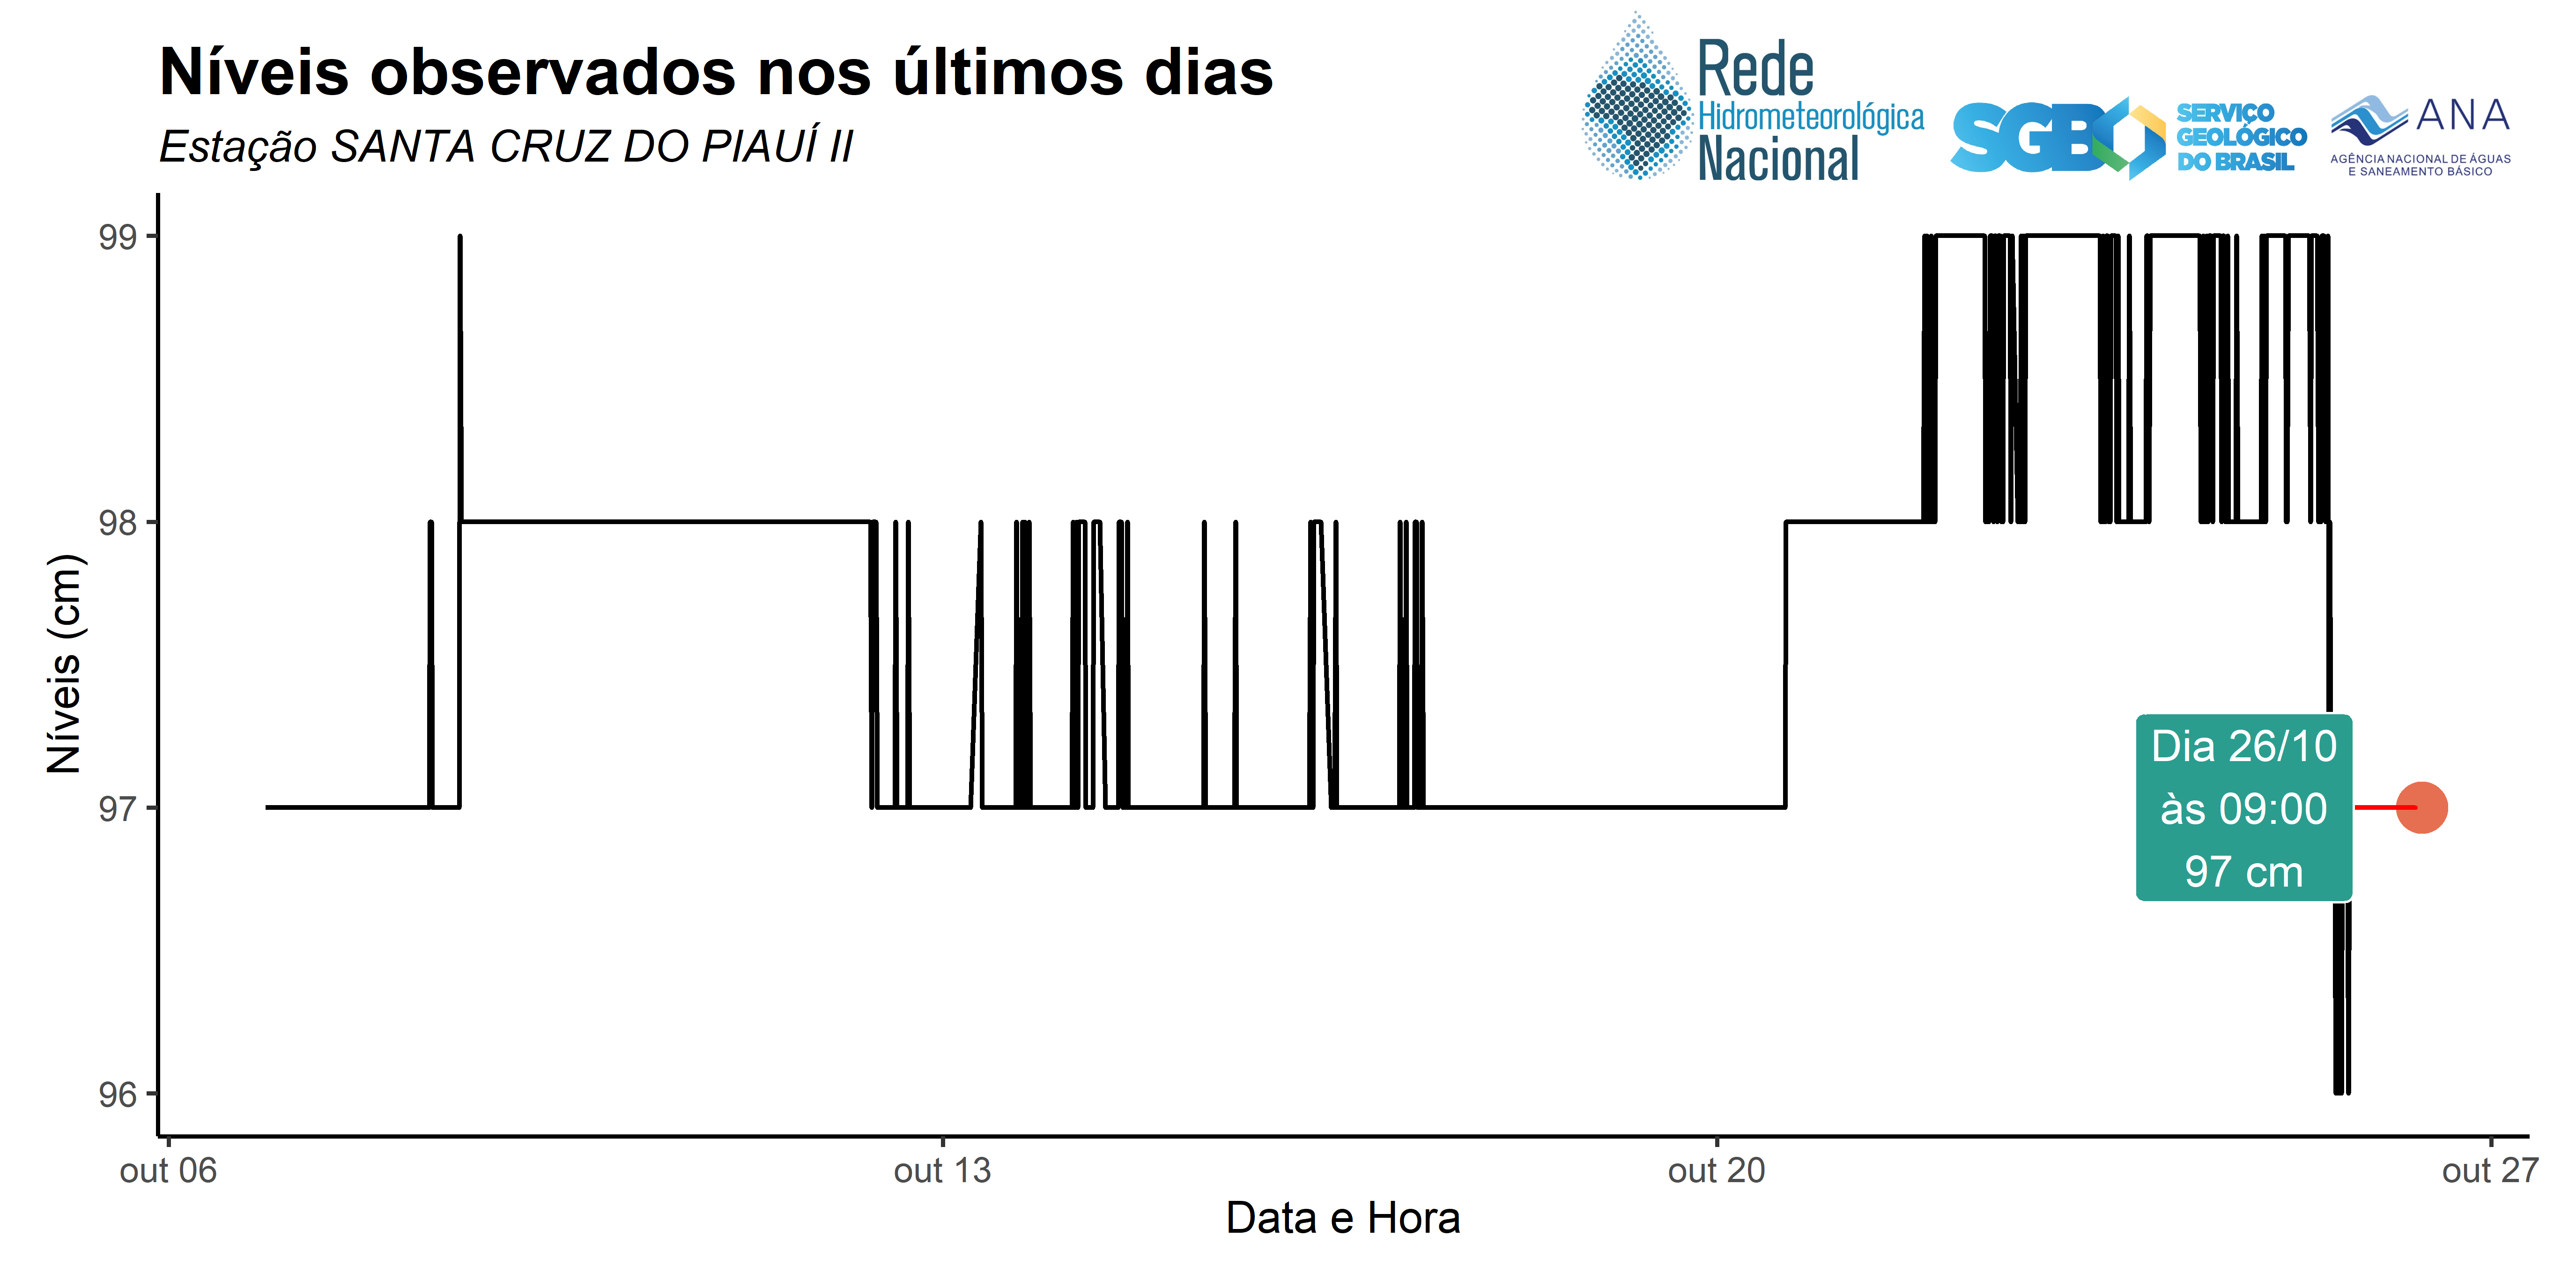 Níveis observados nos últimos dias
Estação SANTA CRUZ DO PIAUÍ II
Rede
Hidrometeorológica
Nacional
SGB
SERVIÇO
GEOLÓGICO
DO BRASIL
ANA
AGÊNCIA NACIONAL DE ÁGUAS
E SANEAMENTO BÁSICO
Níveis (cm)
99
98
97
96
Dia 26/10
às 09:00
97 cm
out 06
out 13
out 20
out 27
Data e Hora